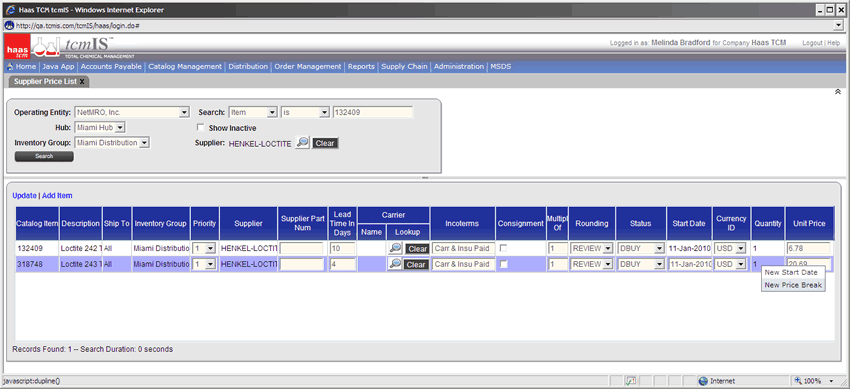 Haas TCM tcmIS - Windows Internet Explorer
http://qa.tcmis.com/tcmIS/haas/login.do#
haas tcm tcmIS™ Logged in as: Melinda Bradford for Company Haas TCM Logout | Help
TOTAL CHEMICAL MANAGEMENT
Home | Java App | Accounts Payable | Catalog Management | Distribution | Order Management | Reports | Supply Chain | Administration | MSDS
Supplier Price List X
Operating Entity: NetMRO, Inc. Search: Item is 132409
Hub: Miami Hub Show Inactive
Inventory Group: Miami Distribution Supplier: HENKEL-LOCTITE Clear
Search
Update | Add Item
Catalog Item Description Ship To Inventory Group Priority Supplier Supplier Part Num Lead Time In Days Carrier Name Lookup Incoterms Consignment Multipl Of Rounding Status Start Date Currency ID Quantity Unit Price
132409 Loctite 242 T All Miami Distributio 1 HENKEL-LOCTIT 10 Clear Carr & Insu Paid 1 REVIEW DBUY 11-Jan-2010 USD 1 6.78
318748 Loctite 243 T All Miami Distributio 1 HENKEL-LOCTIT 4 Clear Carr & Insu Paid 1 REVIEW DBUY 11-Jan-2010 USD 1
New Start Date
New Price Break
Records Found: 1 -- Search Duration: 0 seconds
javascript:dupline() Internet 100%